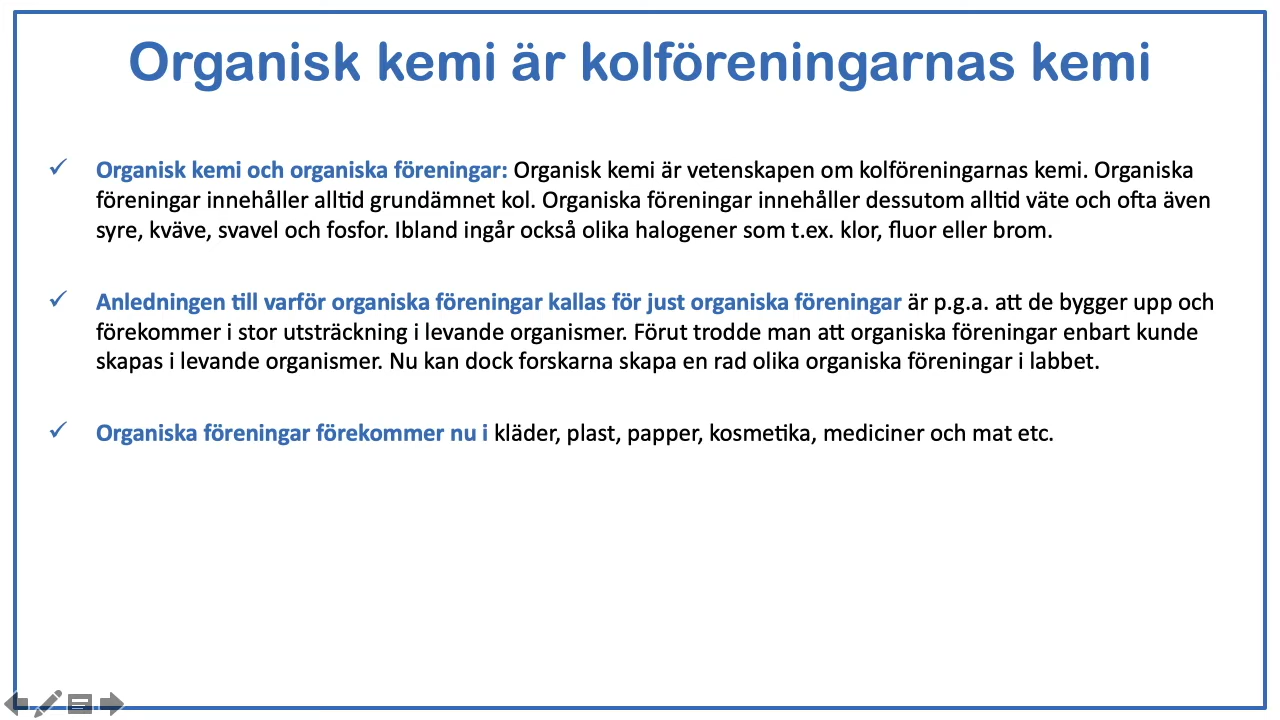 Organisk kemi är kolföreningarnas kemi
✓ Organisk kemi och organiska föreningar: Organisk kemi är vetenskapen om kolföreningarnas kemi. Organiska
föreningar innehåller alltid grundämnet kol. Organiska föreningar innehåller dessutom alltid väte och ofta även
syre, kväve, svavel och fosfor. Ibland ingår också olika halogener som t.ex. klor, fluor eller brom.
✓ Anledningen till varför organiska föreningar kallas för just organiska föreningar är p.g.a. att de bygger upp och
förekommer i stor utsträckning i levande organismer. Förut trodde man att organiska föreningar enbart kunde
skapas i levande organismer. Nu kan dock forskarna skapa en rad olika organiska föreningar i labbet.
✓ Organiska föreningar förekommer nu i kläder, plast, papper, kosmetika, mediciner och mat etc.